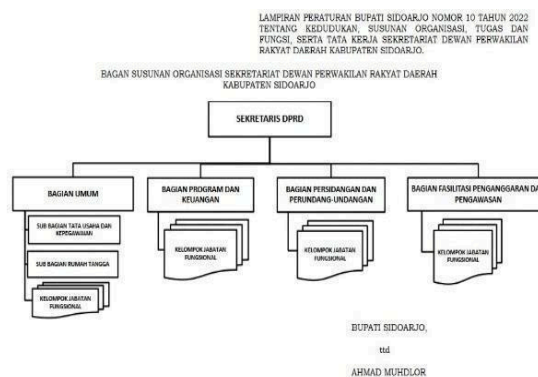 LAMPIRAN PERATURAN BUPATI SIDOARJO NOMOR 10 TAHUN 2022
TENTANG KEDUDUKAN, SUSUNAN ORGANISASI, TUGAS DAN
FUNGSI, SERTA TATA KERJA SEKRETARIAT DEWAN PERWAKILAN
RAKYAT DAERAH KABUPATEN SIDOARJO.
BAGAN SUSUNAN ORGANISASI SEKRETARIAT DEWAN PERWAKILAN RAKYAT DAERAH
KABUPATEN SIDOARJO
SEKRETARIS DPRD
BAGIAN UMUM
SUB BAGIAN TATA USAHA DAN
KEPEGAWAIAN
SUB BAGIAN RUMAH TANGGA
KELOMPOK JABATAN
FUNGSIONAL
BAGIAN PROGRAM DAN
KEUANGAN
KELOMPOK JABATAN
FUNGSIONAL
BAGIAN PERSIDANGAN DAN
PERUNDANG-UNDANGAN
KELOMPOK JABATAN
FUNGSIONAL
BAGIAN FASILITASI PENGANGGARAN DA
PENGAWASAN
KELOMPOK JABATAN
FUNGSIONAL
BUPATI SIDOARJO,
ttd
AHMAD MUHDLOR